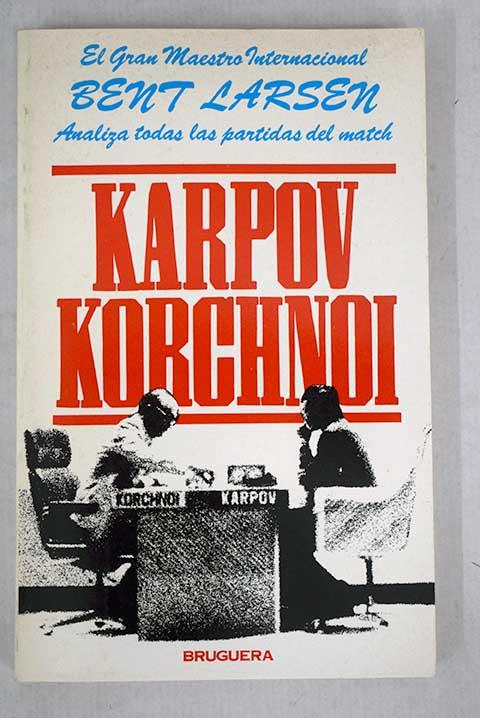 El Gran Maestro Internacional
BENT LARSEN
Analiza todas las partidas del match
KARPOV
KORCHNOI
KORCHNOI KARPOV
BRUGUERA